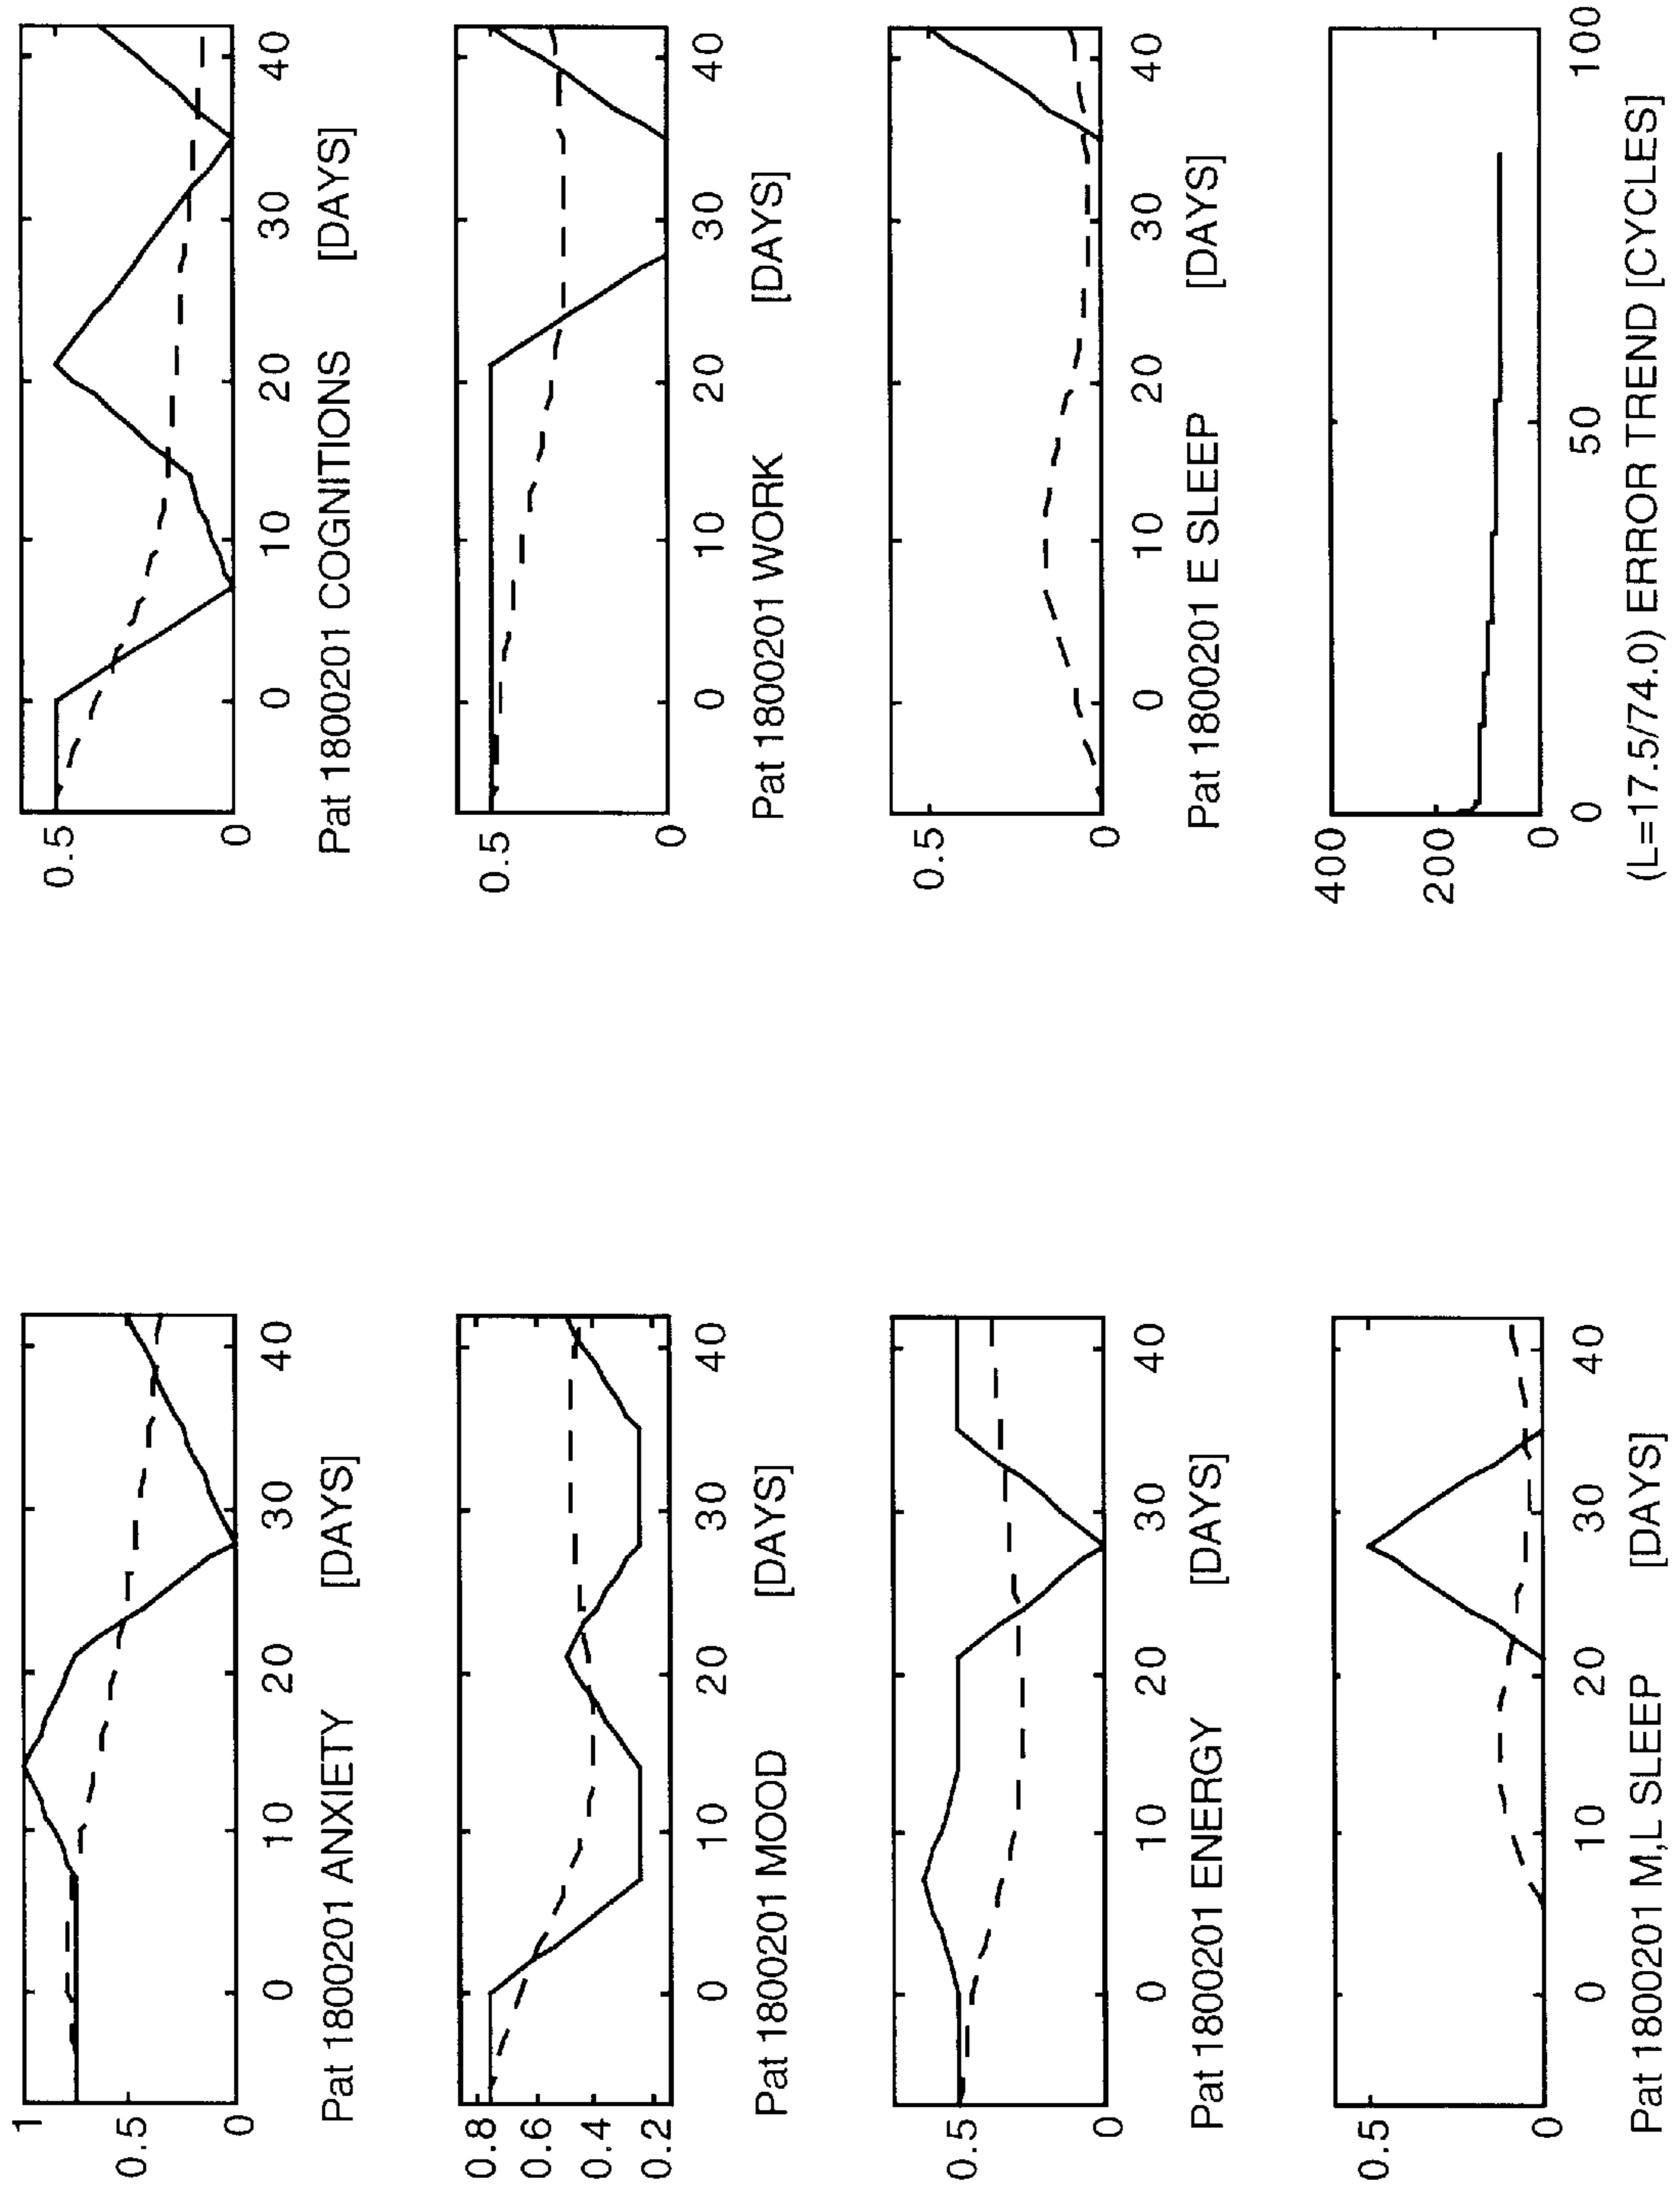 1
0.5
0
0 10 20 30 40
Pat 1800201 ANXIETY [DAYS]
0.5
0
0 10 20 30 40
Pat 1800201 COGNITIONS [DAYS]
0.8
0.6
0.4
0.2
0 10 20 30 40
Pat 1800201 MOOD [DAYS]
0.5
0
0 10 20 30 40
Pat 1800201 WORK [DAYS]
0.5
0
0 10 20 30 40
Pat 1800201 ENERGY [DAYS]
0.5
0
0 10 20 30 40
Pat 1800201 E SLEEP [DAYS]
0.5
0
0 10 20 30 40
Pat 1800201 M,L SLEEP [DAYS]
400
200
0
0 50 100
(L=17.5/74.0) ERROR TREND [CYCLES]